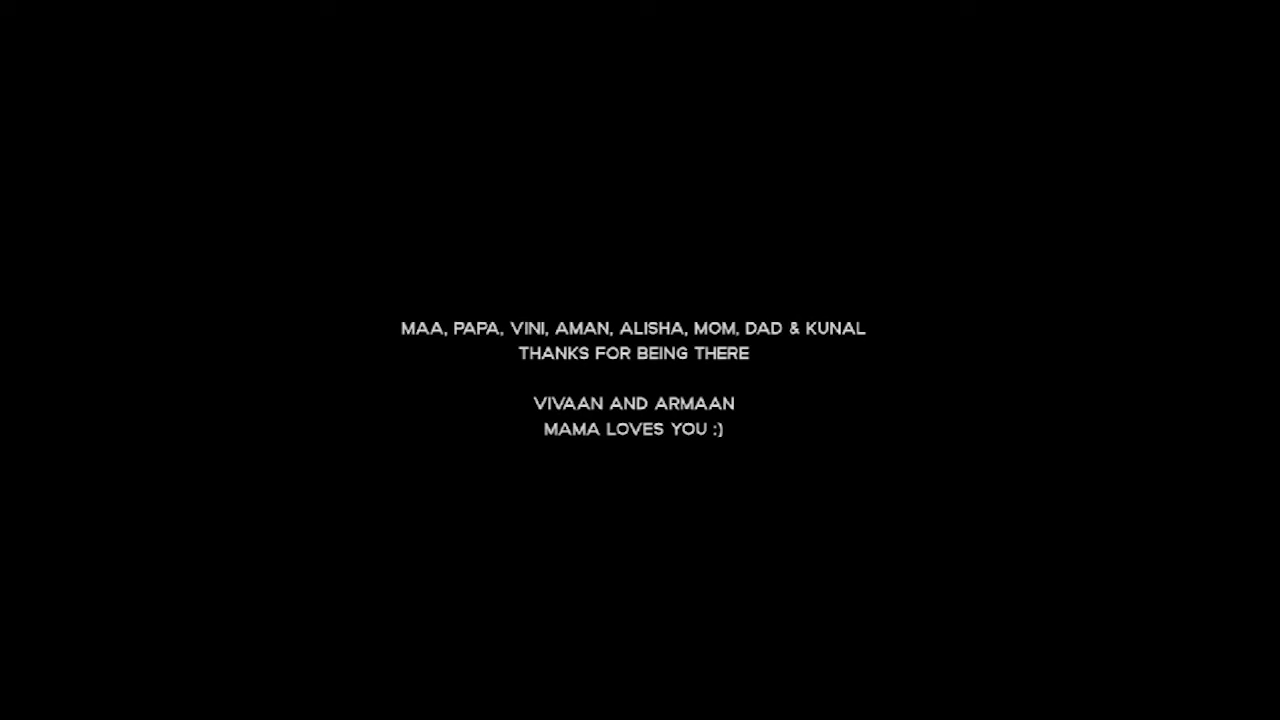 MAA, PAPA, VINI, AMAN, ALISHA, MOM, DAD & KUNAL
THANKS FOR BEING THERE
VIVAAN AND ARMAAN
MAMA LOVES YOU :)